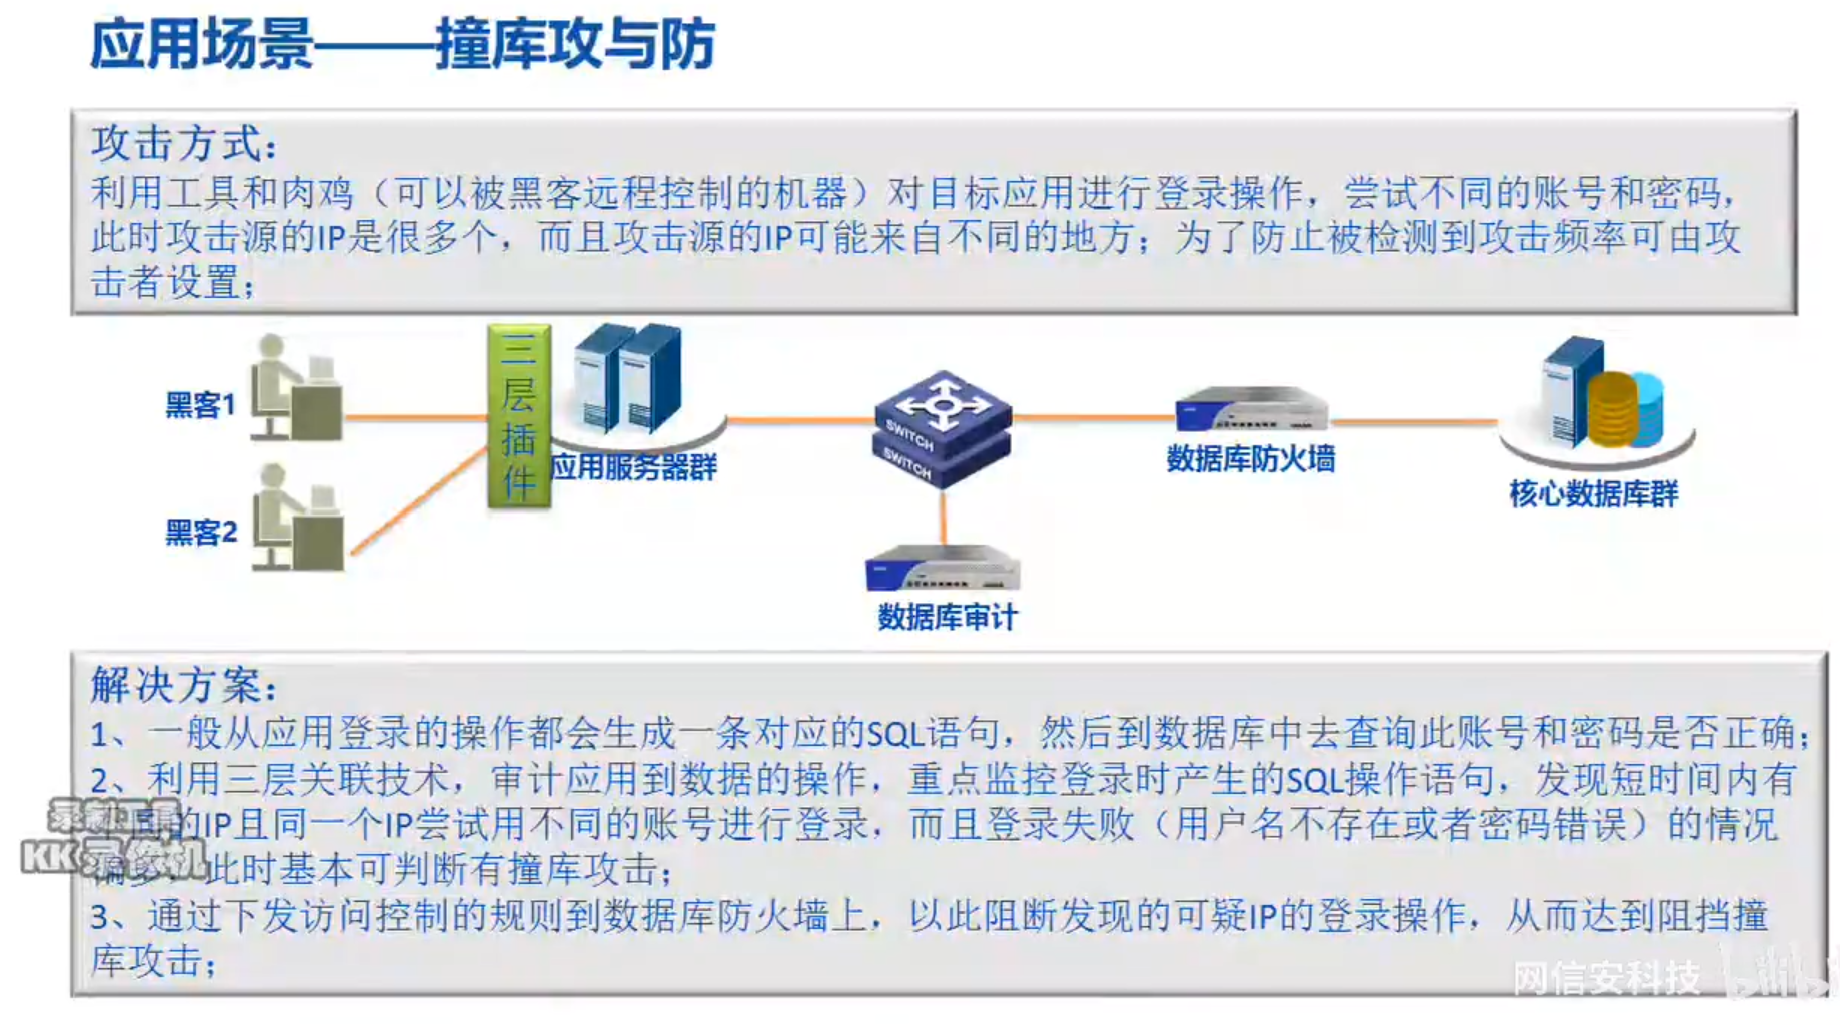 应用场景——撞库攻与防
攻击方式：
利用工具和肉鸡（可以被黑客远程控制的机器）对目标应用进行登录操作，尝试不同的账号和密码，
此时攻击源的IP是很多个，而且攻击源的IP可能来自不同的地方；为了防止被检测到攻击频率可由攻
击者设置；
黑客1
黑客2
三层插件
应用服务器群
SWITCH
SWITCH
数据库防火墙
核心数据库群
数据库审计
解决方案：
1、一般从应用登录的操作都会生成一条对应的SQL语句，然后到数据库中去查询此账号和密码是否正确；
2、利用三层关联技术，审计应用到数据的操作，重点监控登录时产生的SQL操作语句，发现短时间内有
的IP且同一个IP尝试用不同的账号进行登录，而且登录失败（用户名不存在或者密码错误）的情况
偏多，此时基本可判断有撞库攻击；
3、通过下发访问控制的规则到数据库防火墙上，以此阻断发现的可疑IP的登录操作，从而达到阻挡撞
库攻击；
录制工具
KK录像机
网信安科技
bilibili